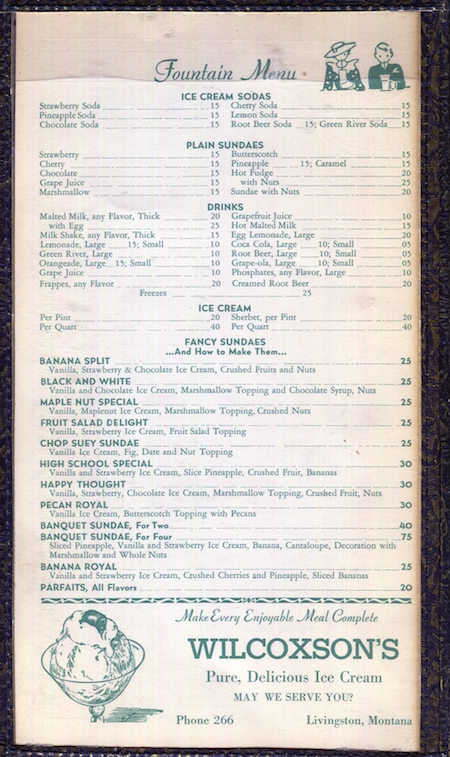 Fountain Menu
ICE CREAM SODAS
Strawberry Soda 15 Cherry Soda 15
Pineapple Soda 15 Lemon Soda 15
Chocolate Soda 15 Root Beer Soda 15; Green River Soda 15
PLAIN SUNDAES
Strawberry 15 Butterscotch 15
Cherry 15 Pineapple 15; Caramel 15
Chocolate 15 Hot Fudge 20
Grape Juice 15 with Nuts 25
Marshmallow 15 Sundae with Nuts 20
DRINKS
Malted Milk, any Flavor, Thick 20 Grapefruit Juice 10
with Egg 25 Hot Malted Milk 15
Milk Shake, any Flavor, Thick 15 Egg Lemonade, Large 20
Lemonade, Large 15; Small 10 Coca Cola, Large 10; Small 05
Green River, Large 10 Root Beer, Large 10; Small 05
Orangeade, Large 15; Small 10 Grape-ola, Large 10; Small 05
Grape Juice 10 Phosphates, any Flavor, Large 10
Frappes, any Flavor 20 Creamed Root Beer 20
Freezes 25
ICE CREAM
Per Pint 20 Sherbet, per Pint 20
Per Quart 40 Per Quart 40
FANCY SUNDAES
...And How to Make Them...
BANANA SPLIT 25
Vanilla, Strawberry & Chocolate Ice Cream, Crushed Fruits and Nuts
BLACK AND WHITE 25
Vanilla and Chocolate Ice Cream, Marshmallow Topping and Chocolate Syrup, Nuts
MAPLE NUT SPECIAL 25
Vanilla, Maplenut Ice Cream, Marshmallow Topping, Crushed Nuts
FRUIT SALAD DELIGHT 25
Vanilla, Strawberry Ice Cream, Fruit Salad Topping
CHOP SUEY SUNDAE 25
Vanilla Ice Cream, Fig, Date and Nut Topping
HIGH SCHOOL SPECIAL 30
Vanilla and Strawberry Ice Cream, Slice Pineapple, Crushed Fruit, Bananas
HAPPY THOUGHT 30
Vanilla, Strawberry, Chocolate Ice Cream, Marshmallow Topping, Crushed Fruit, Nuts
PECAN ROYAL 30
Vanilla Ice Cream, Butterscotch Topping with Pecans
BANQUET SUNDAE, For Two 40
BANQUET SUNDAE, For Four 75
Sliced Pineapple, Vanilla and Strawberry Ice Cream, Banana, Cantaloupe, Decoration with
Marshmallow and Whole Nuts
BANANA ROYAL 25
Vanilla and Strawberry Ice Cream, Crushed Cherries and Pineapple, Sliced Bananas
PARFAITS, All Flavors 20
Make Every Enjoyable Meal Complete
WILCOXSON'S
Pure, Delicious Ice Cream
MAY WE SERVE YOU?
Phone 266 Livingston, Montana